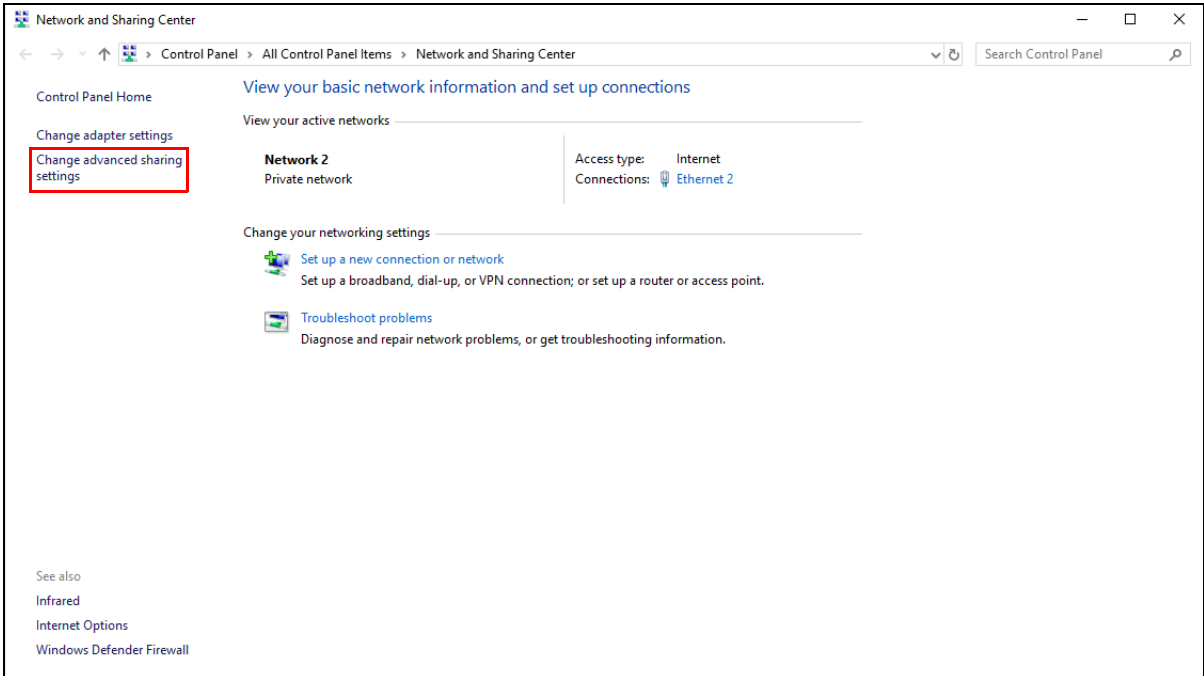 Network and Sharing Center
Control Panel > All Control Panel Items > Network and Sharing Center
Search Control Panel
Control Panel Home
Change adapter settings
Change advanced sharing
settings
View your basic network information and set up connections
View your active networks
Network 2
Private network
Access type: Internet
Connections: Ethernet 2
Change your networking settings
Set up a new connection or network
Set up a broadband, dial-up, or VPN connection; or set up a router or access point.
Troubleshoot problems
Diagnose and repair network problems, or get troubleshooting information.
See also
Infrared
Internet Options
Windows Defender Firewall